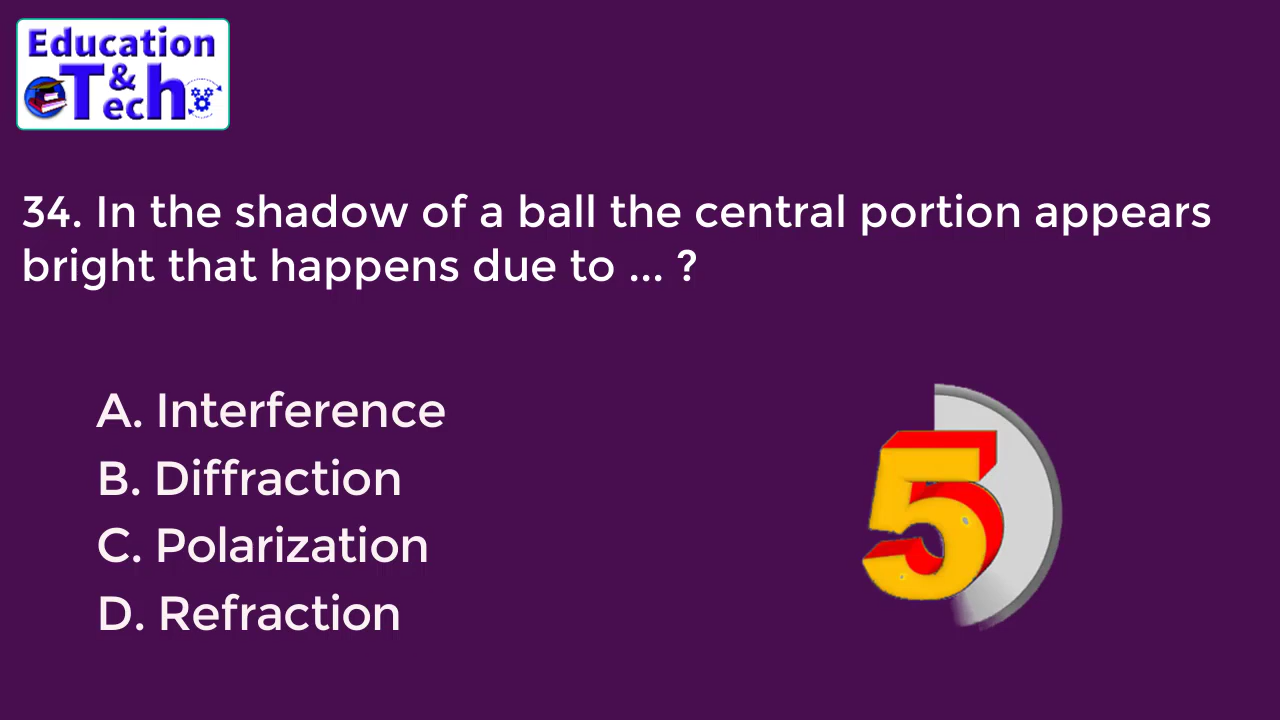 Education
&
Tech
34. In the shadow of a ball the central portion appears
bright that happens due to ... ?
A. Interference
B. Diffraction
C. Polarization
D. Refraction
5